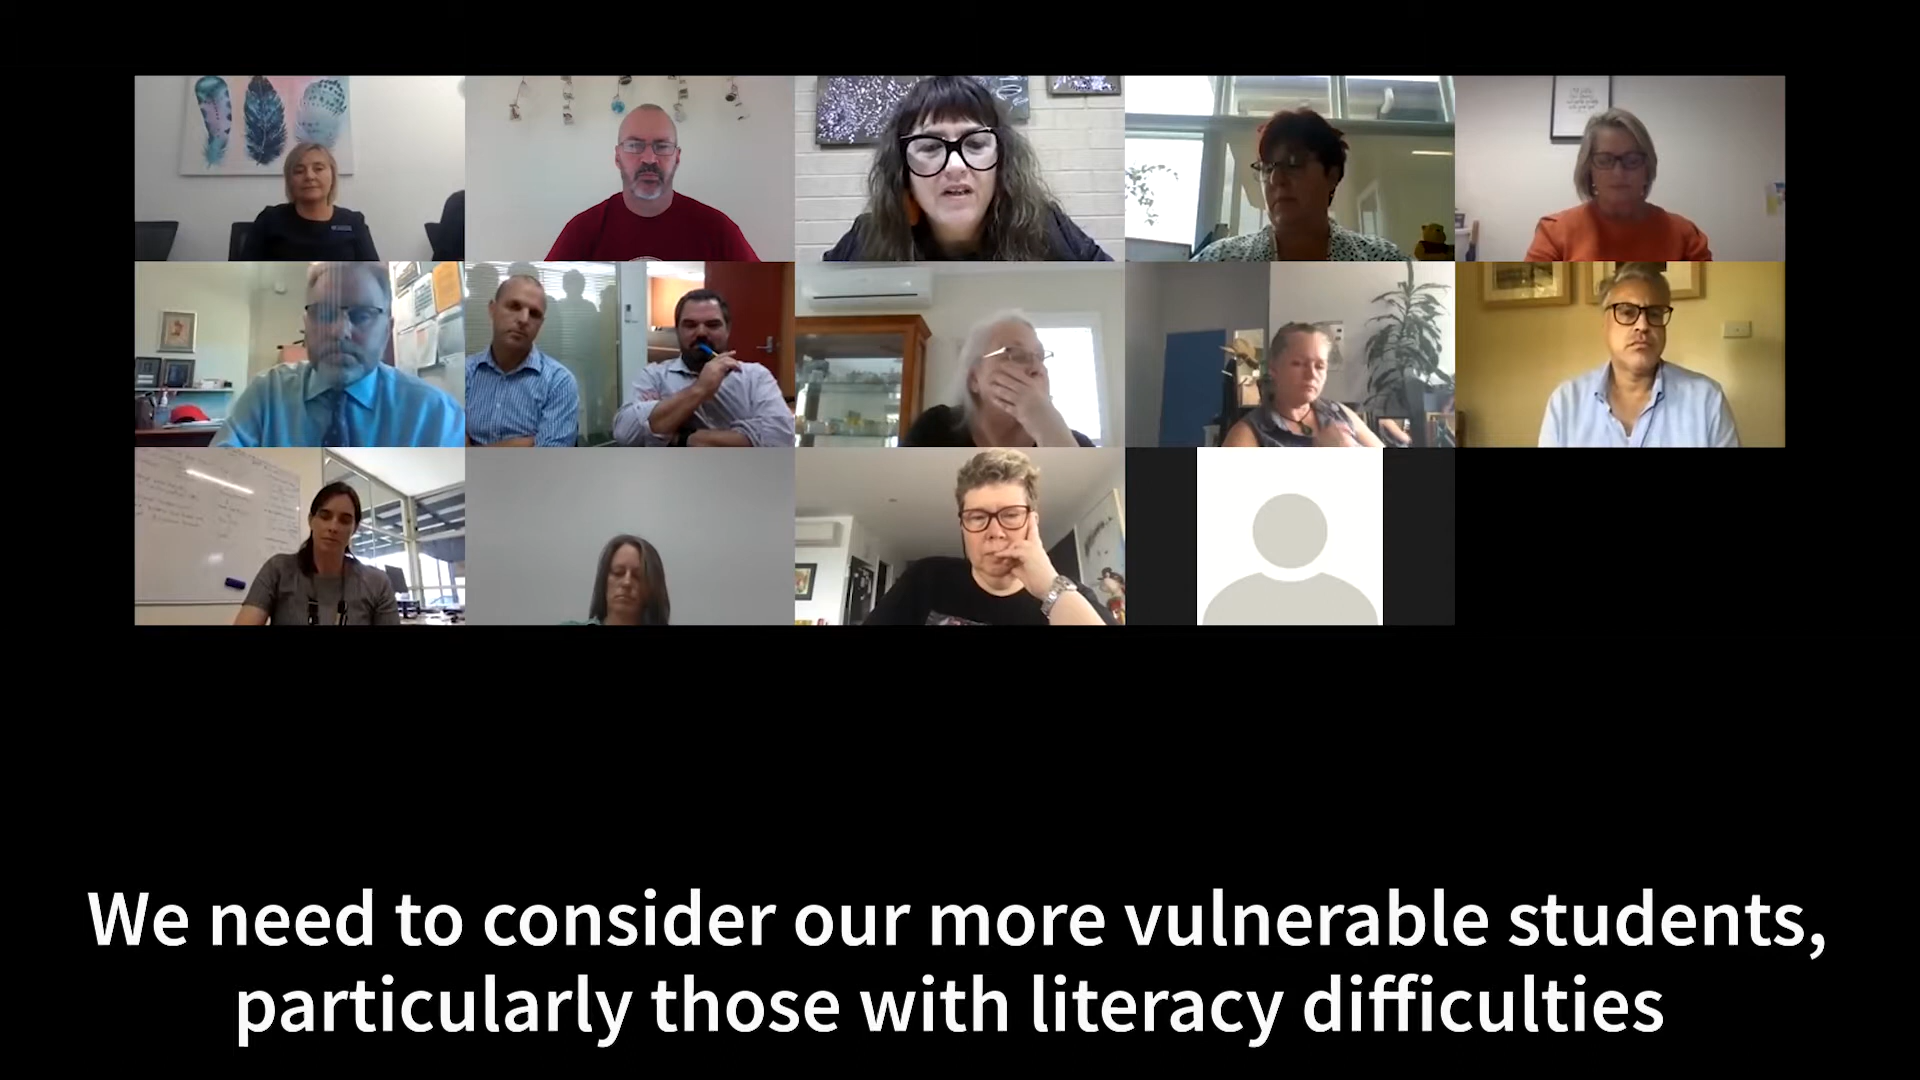 We need to consider our more vulnerable students,
particularly those with literacy difficulties